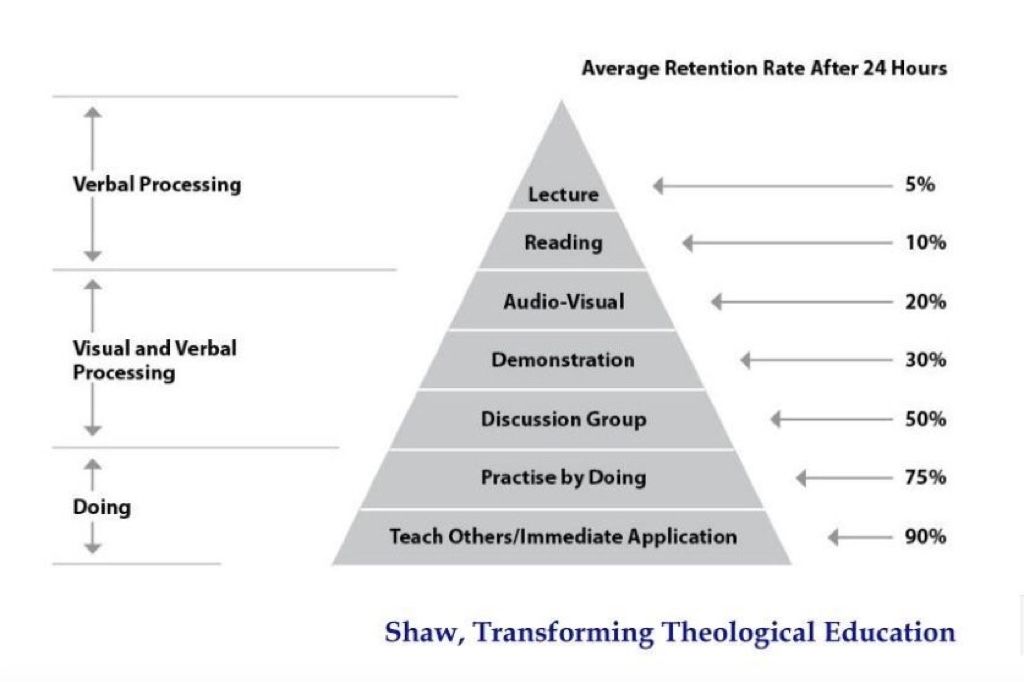 Average Retention Rate After 24 Hours
Verbal Processing
Lecture
5%
Reading
10%
Audio-Visual
20%
Visual and Verbal
Processing
Demonstration
30%
Discussion Group
50%
Doing
Practise by Doing
75%
Teach Others/Immediate Application
90%
Shaw, Transforming Theological Education